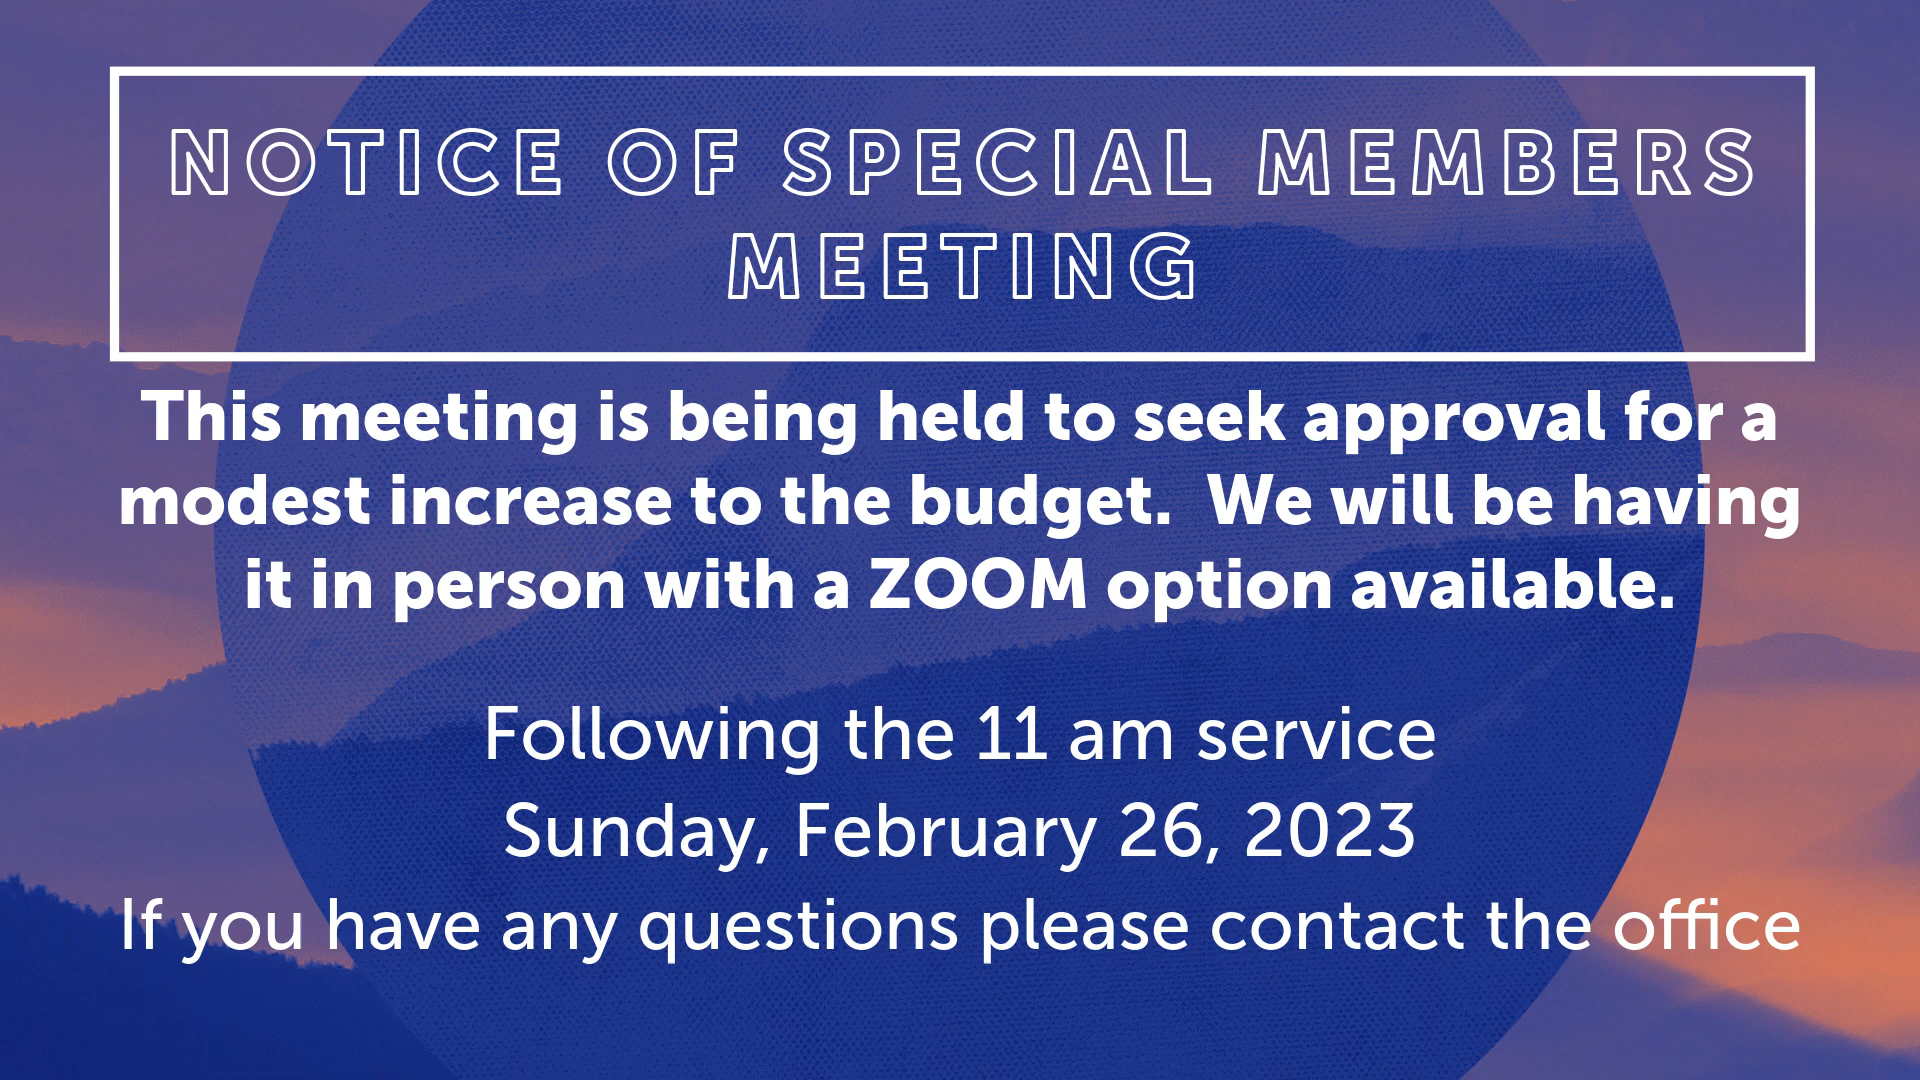 NOTICE OF SPECIAL MEMBERS
MEETING
This meeting is being held to seek approval for a
modest increase to the budget.  We will be having
it in person with a ZOOM option available.
Following the 11 am service
Sunday, February 26, 2023
If you have any questions please contact the office